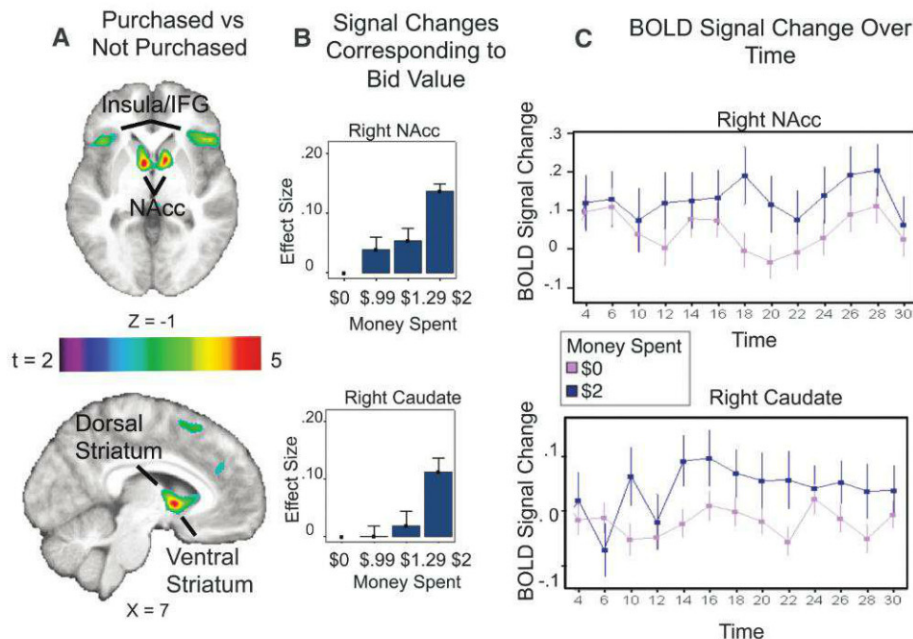 A
Purchased vs
Not Purchased
Insula/IFG
NAcc
Z = -1
t = 2
5
Dorsal
Striatum
Ventral
Striatum
X = 7
B
Signal Changes
Corresponding to
Bid Value
Right NAcc
Effect Size
.20
.10
0
$0 $.99 $1.29 $2
Money Spent
Right Caudate
Effect Size
.20
.10
0
$0 $.99 $1.29 $2
Money Spent
C
BOLD Signal Change Over
Time
Right NAcc
BOLD Signal Change
.3
.2
.1
0
-.1
4 6 10 12 14 16 18 20 22 24 26 28 30
Time
Money Spent
$0
$2
Right Caudate
BOLD Signal Change
0.1
0.0
-0.1
4 6 10 12 14 16 18 20 22 24 26 28 30
Time